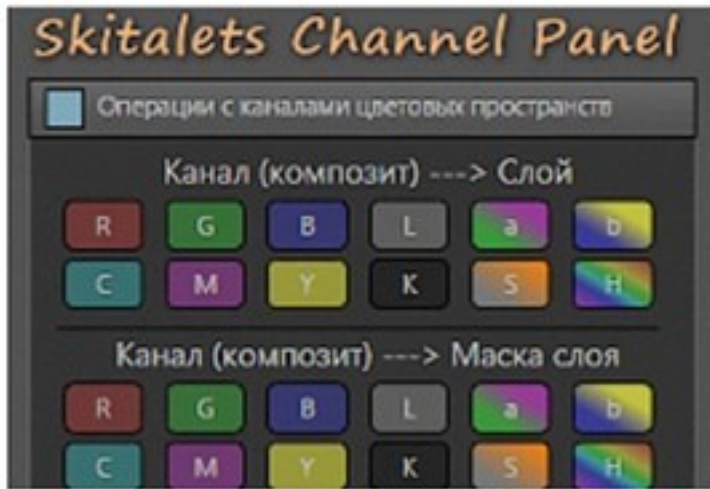 Skitalets Channel Panel
Операции с каналами цветовых пространств
Канал (композит) ---> Слой
R G B L a b
C M Y K S H
Канал (композит) ---> Маска слоя
R G B L a b
C M Y K S H